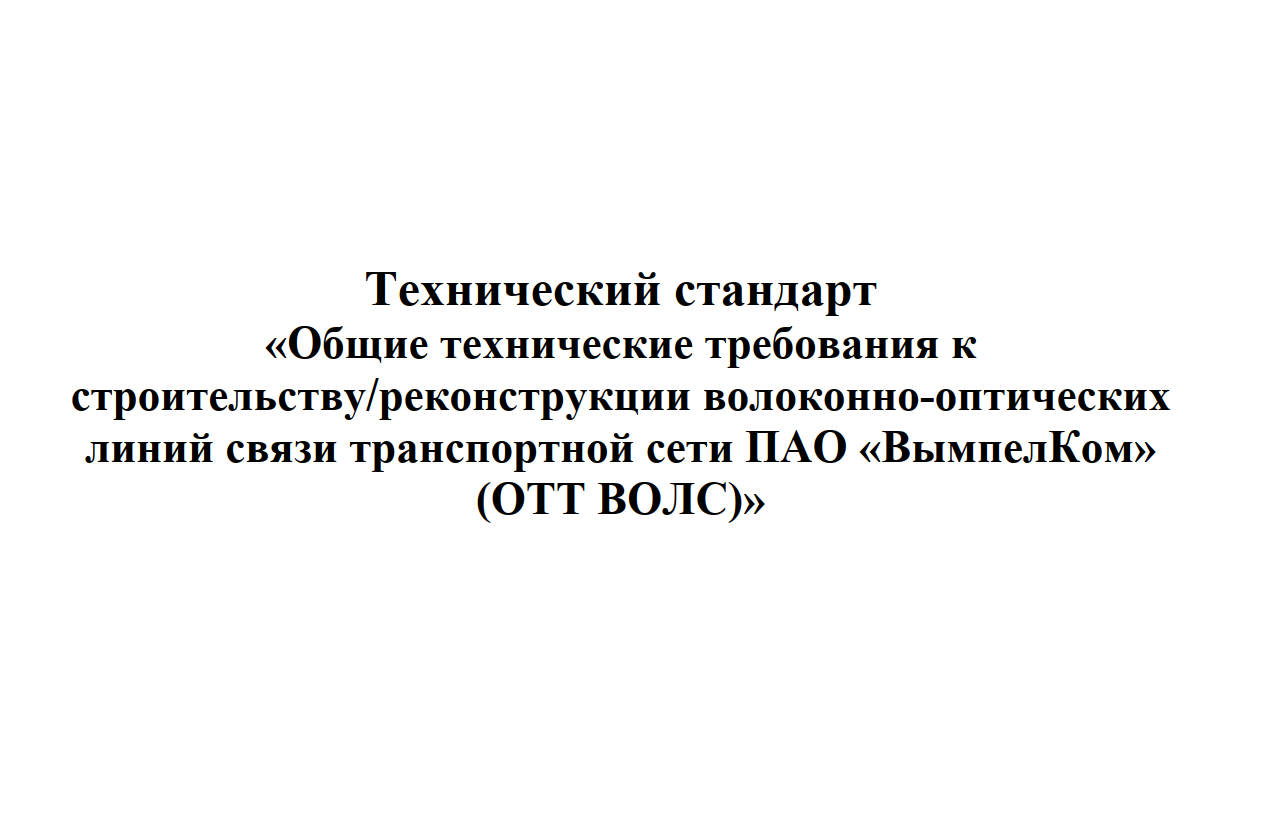 Технический стандарт
«Общие технические требования к
строительству/реконструкции волоконно-оптических
линий связи транспортной сети ПАО «ВымпелКом»
(ОТТ ВОЛС)»